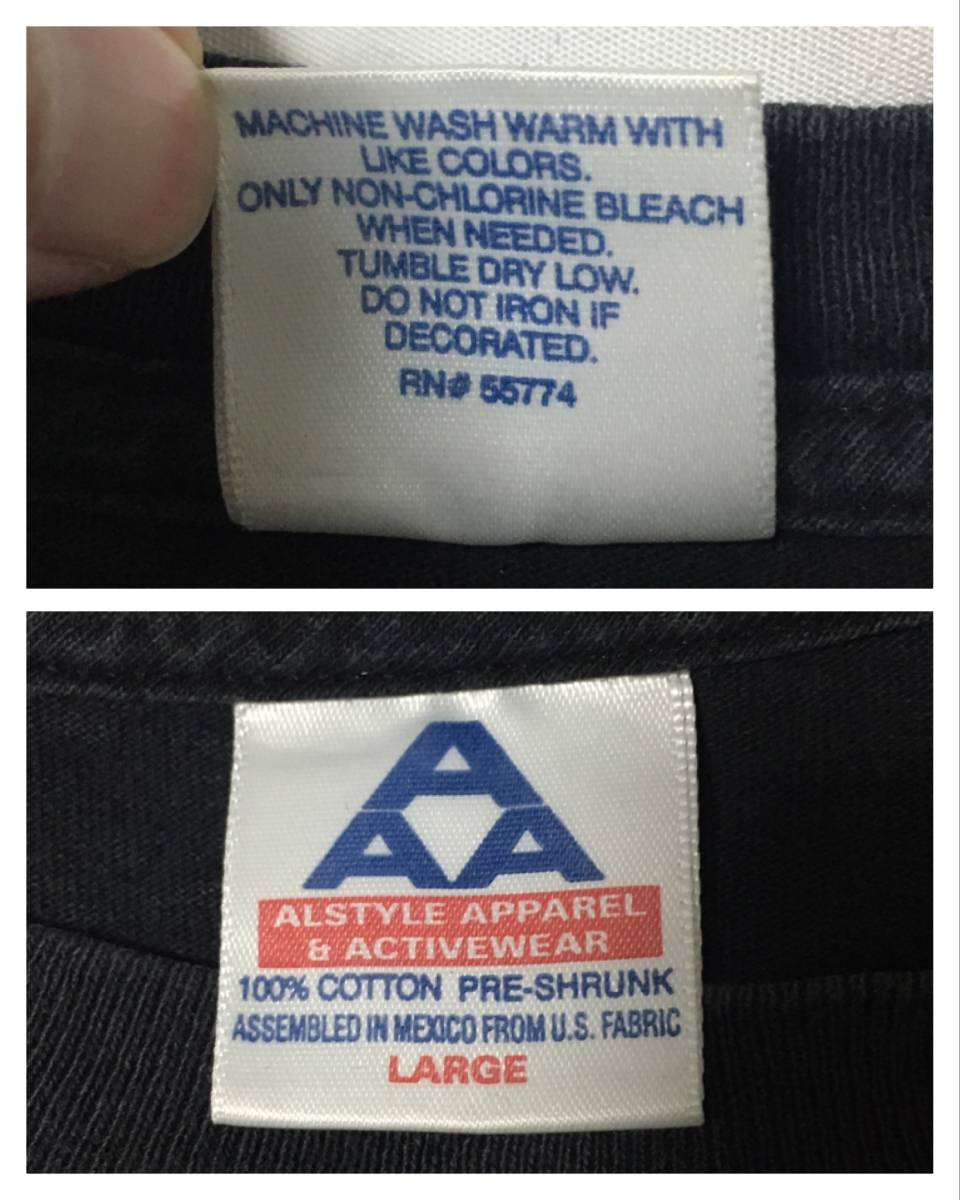 MACHINE WASH WARM WITH
LIKE COLORS.
ONLY NON-CHLORINE BLEACH
WHEN NEEDED.
TUMBLE DRY LOW.
DO NOT IRON IF
DECORATED.
RN# 55774
A
AA
ALSTYLE APPAREL
& ACTIVEWEAR
100% COTTON PRE-SHRUNK
ASSEMBLED IN MEXICO FROM U.S. FABRIC
LARGE